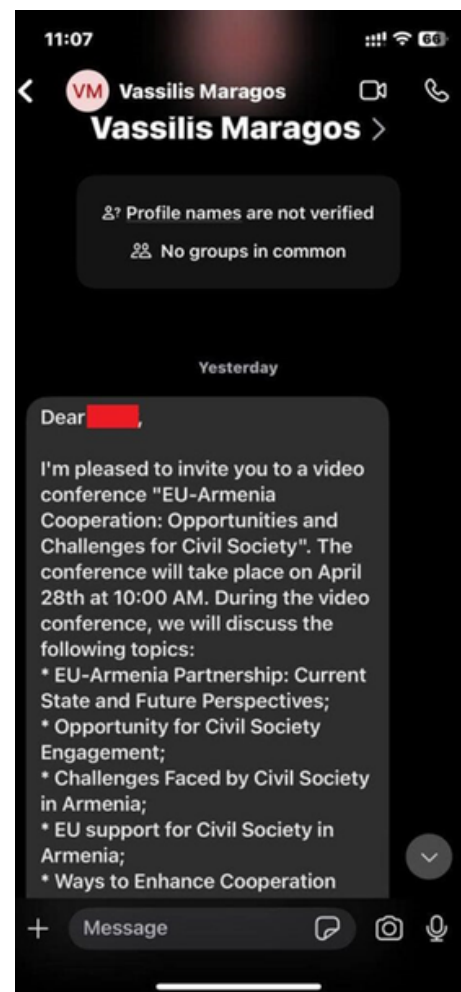 11:07
66
VM Vassilis Maragos
Vassilis Maragos >
Profile names are not verified
No groups in common
Yesterday
Dear ,
I'm pleased to invite you to a video
conference "EU-Armenia
Cooperation: Opportunities and
Challenges for Civil Society". The
conference will take place on April
28th at 10:00 AM. During the video
conference, we will discuss the
following topics:
* EU-Armenia Partnership: Current
State and Future Perspectives;
* Opportunity for Civil Society
Engagement;
* Challenges Faced by Civil Society
in Armenia;
* EU support for Civil Society in
Armenia;
* Ways to Enhance Cooperation
Message